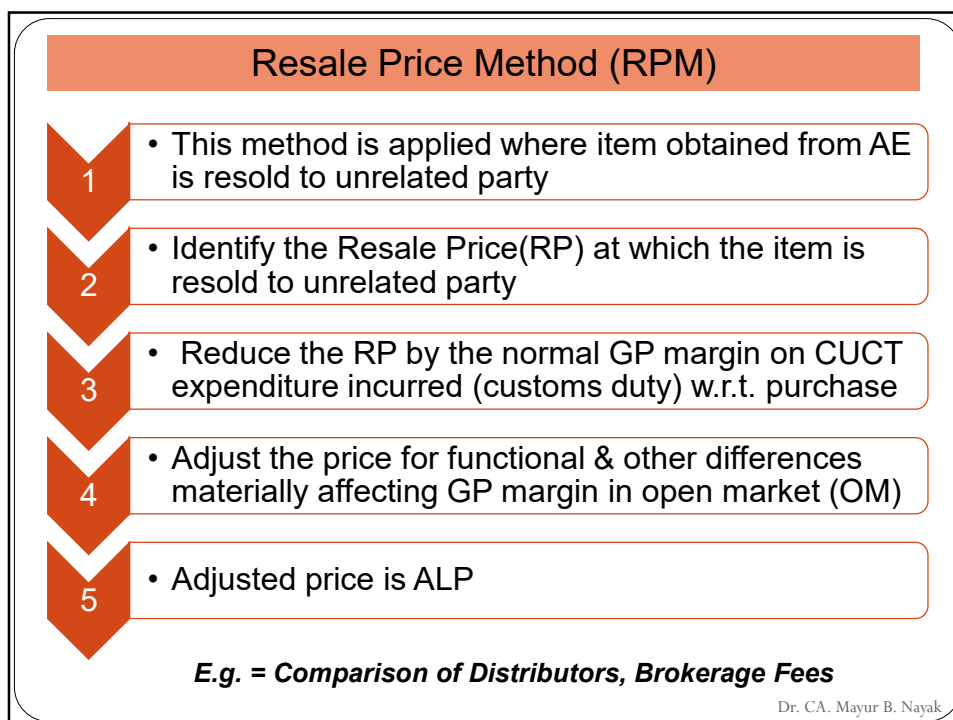 Resale Price Method (RPM)
1
• This method is applied where item obtained from AE
is resold to unrelated party
2
• Identify the Resale Price(RP) at which the item is
resold to unrelated party
3
• Reduce the RP by the normal GP margin on CUCT
expenditure incurred (customs duty) w.r.t. purchase
4
• Adjust the price for functional & other differences
materially affecting GP margin in open market (OM)
5
• Adjusted price is ALP
E.g. = Comparison of Distributors, Brokerage Fees
Dr. CA. Mayur B. Nayak